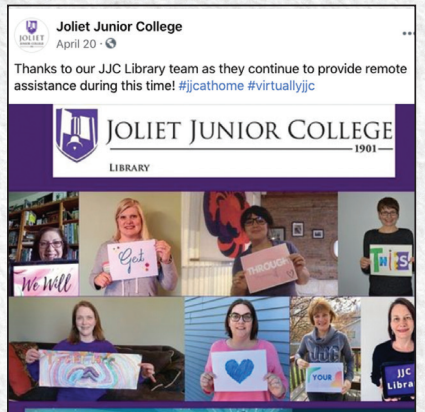 Joliet Junior College
April 20
Thanks to our JJC Library team as they continue to provide remote
assistance during this time! #jjcathome #virtuallyjjc
JOLIET JUNIOR COLLEGE
1901
LIBRARY
We Will
Get
THROUGH
THIS
YOUR
JJC
Libra